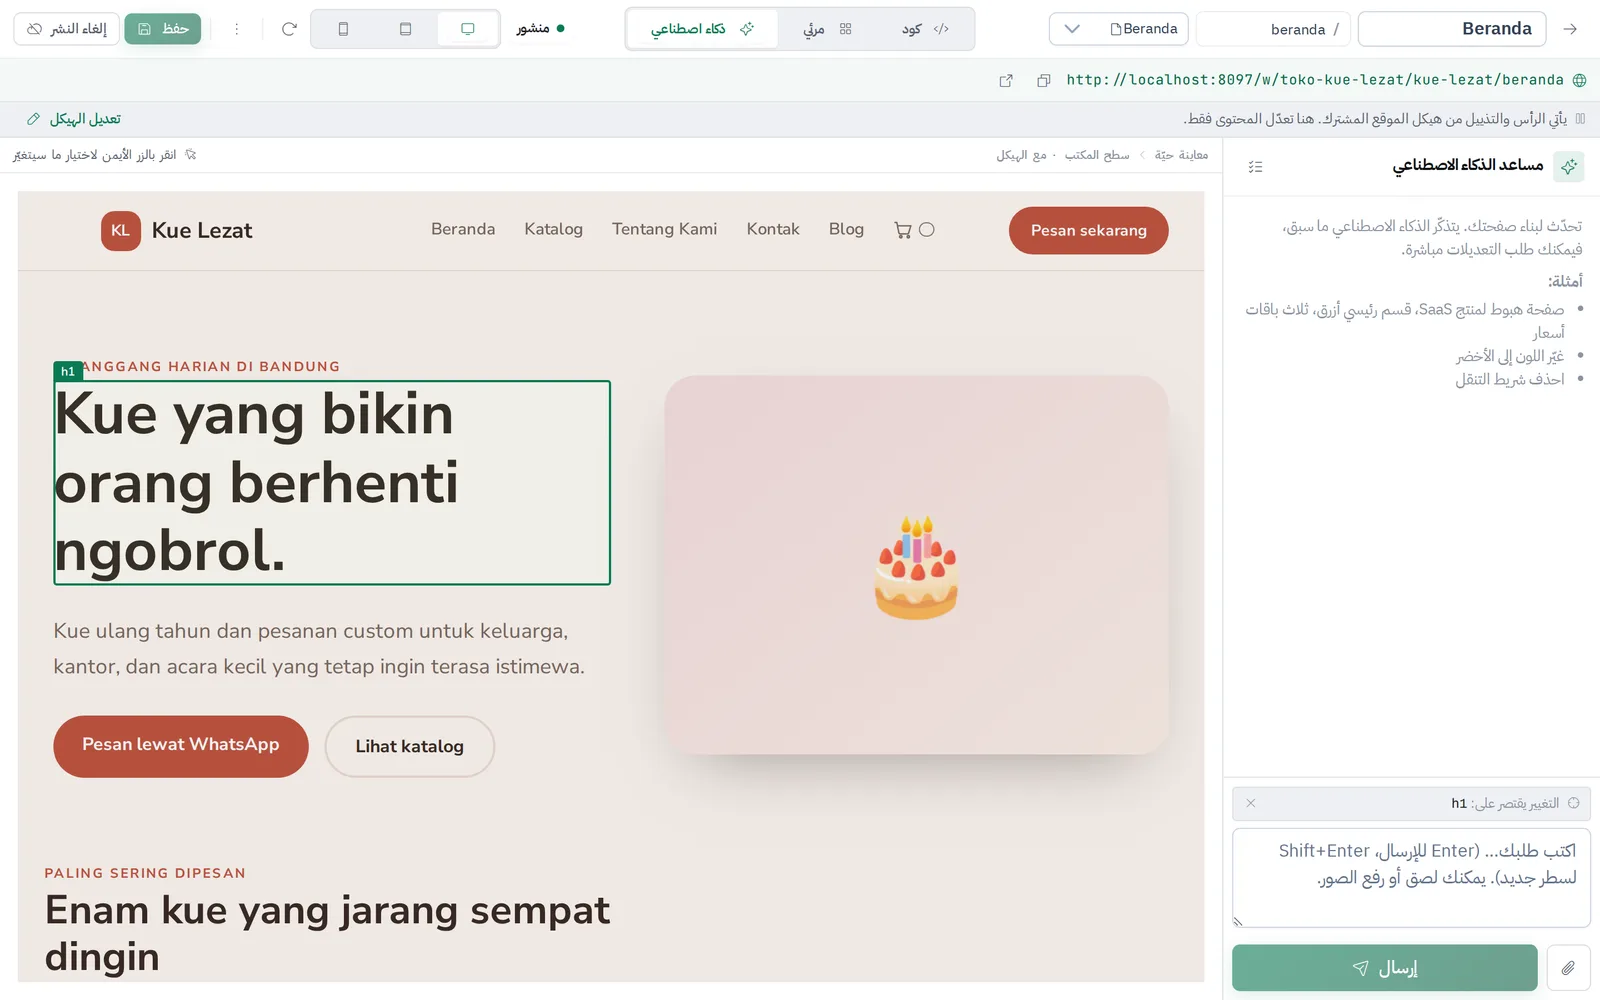 Beranda
/ beranda
Beranda
كود
مرئي
ذكاء اصطناعي
منشور
حفظ
إلغاء النشر
http://localhost:8097/w/toko-kue-lezat/kue-lezat/beranda
يأتي الرأس والتذييل من هيكل الموقع المشترك. هنا تعدّل المحتوى فقط.
تعديل الهيكل
مساعد الذكاء الاصطناعي
تحدّث لبناء صفحتك. يتذكّر الذكاء الاصطناعي ما سبق،
فيمكنك طلب التعديلات مباشرة.
أمثلة:
• صفحة هبوط لمنتج SaaS، قسم رئيسي أزرق، ثلاث باقات
أسعار
• غيّر اللون إلى الأخضر
• احذف شريط التنقل
التغيير يقتصر على: h1
اكتب طلبك... (Enter للإرسال، Shift+Enter
لسطر جديد). يمكنك لصق أو رفع الصور.
إرسال
معاينة حيّة
سطح المكتب · مع الهيكل
انقر بالزر الأيمن لاختيار ما سيتغيّر
KL Kue Lezat
Beranda
Katalog
Tentang Kami
Kontak
Blog
Pesan sekarang
ANGGANG HARIAN DI BANDUNG
h1
Kue yang bikin
orang berhenti
ngobrol.
Kue ulang tahun dan pesanan custom untuk keluarga,
kantor, dan acara kecil yang tetap ingin terasa istimewa.
Pesan lewat WhatsApp
Lihat katalog
PALING SERING DIPESAN
Enam kue yang jarang sempat
dingin